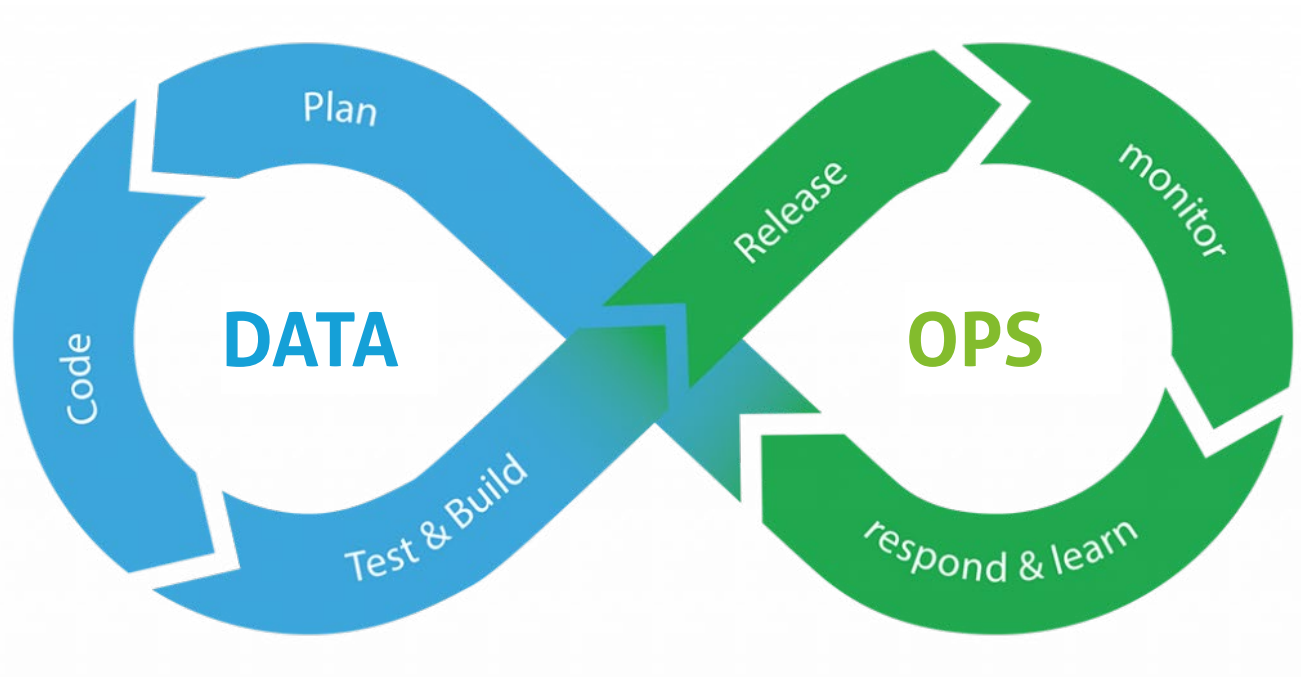 Plan
Code
Test & Build
DATA
Release
monitor
respond & learn
OPS